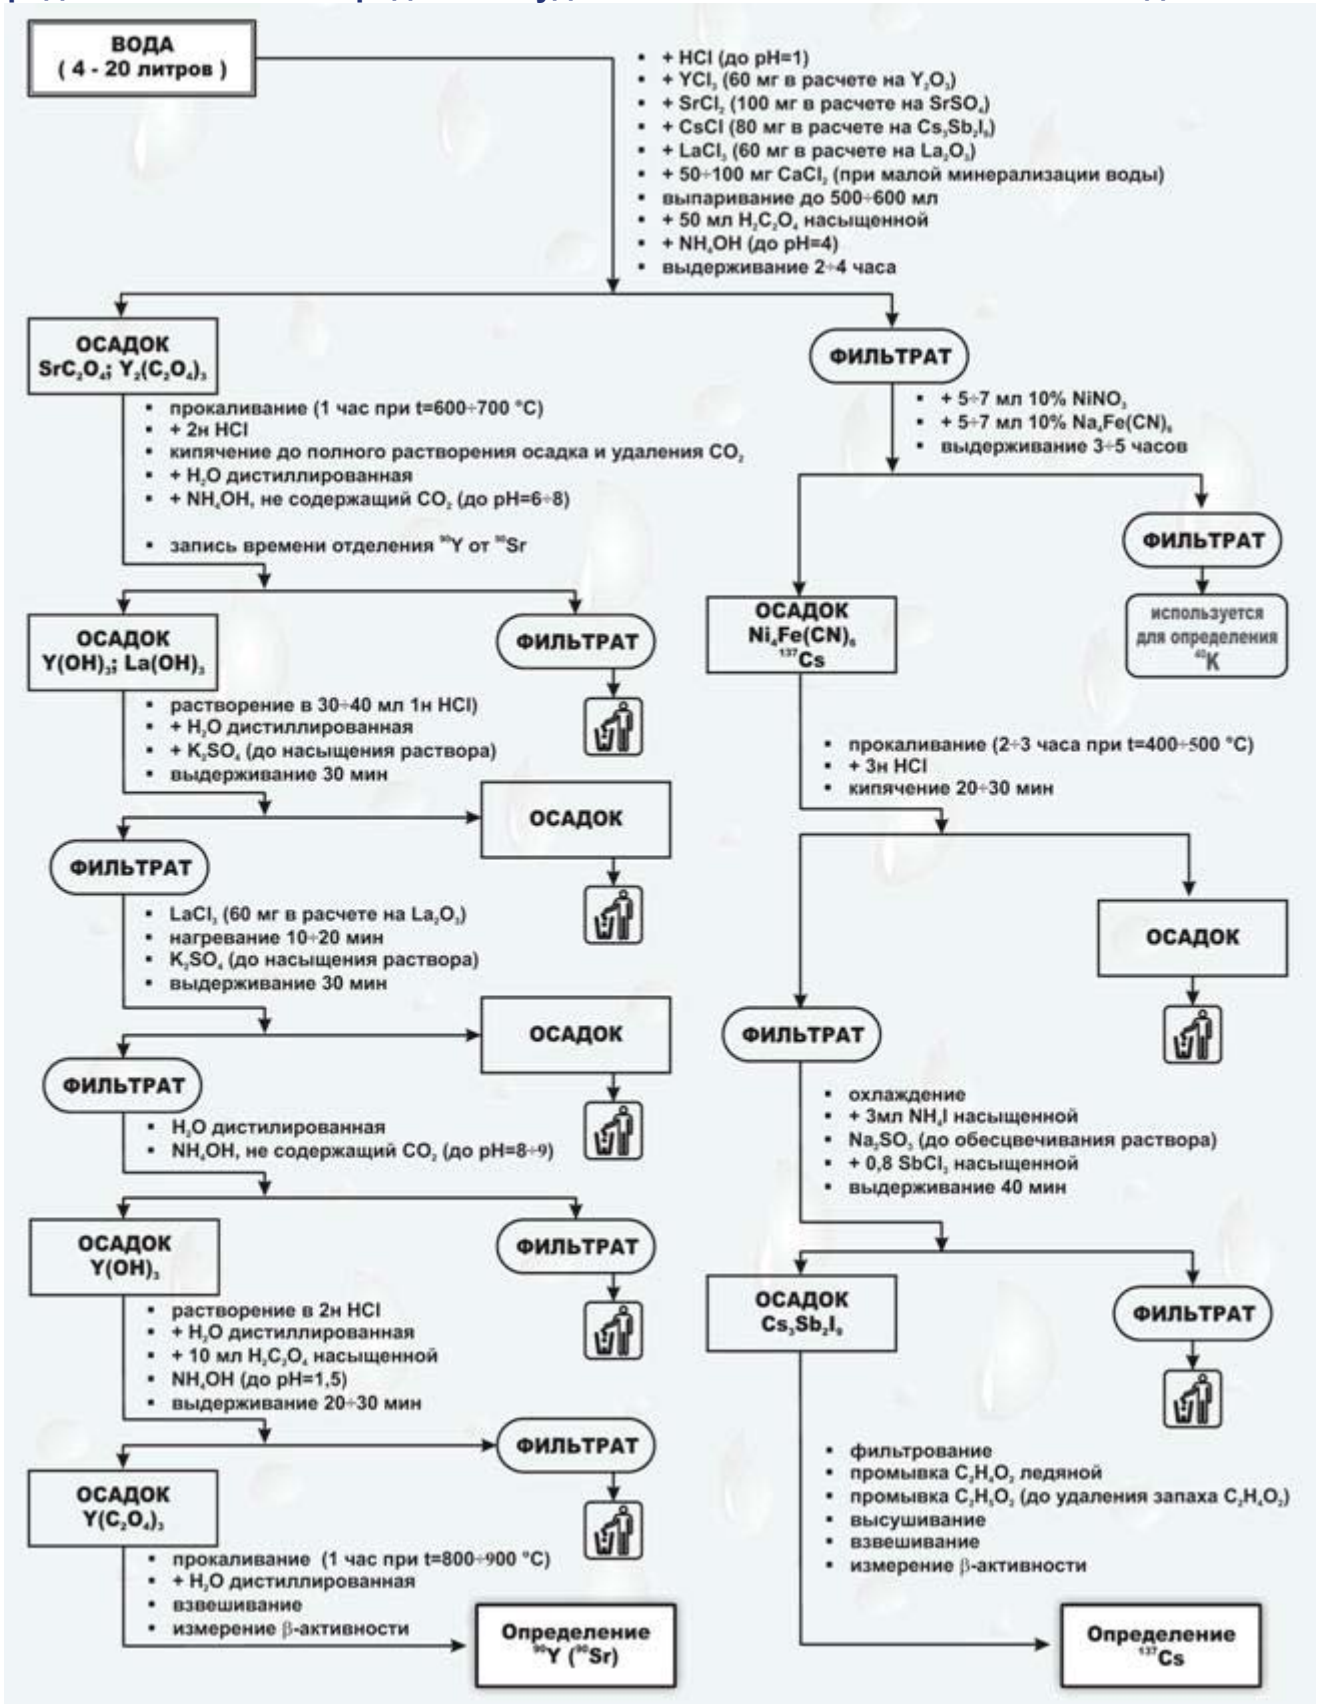 ВОДА
( 4 - 20 литров )
▪ + HCl (до pH=1)
▪ + YCl₃ (60 мг в расчете на Y₂O₃)
▪ + SrCl₂ (100 мг в расчете на SrSO₄)
▪ + CsCl (80 мг в расчете на Cs₃Sb₂I₉)
▪ + LaCl₃ (60 мг в расчете на La₂O₃)
▪ + 50÷100 мг CaCl₂ (при малой минерализации воды)
▪ выпаривание до 500÷600 мл
▪ + 50 мл H₂C₂O₄ насыщенной
▪ + NH₄OH (до pH=4)
▪ выдерживание 2÷4 часа
ОСАДОК
SrC₂O₄; Y₂(C₂O₄)₃
▪ прокаливание (1 час при t=600÷700 °C)
▪ + 2н HCl
▪ кипячение до полного растворения осадка и удаления CO₂
▪ + H₂O дистиллированная
▪ + NH₄OH, не содержащий CO₂ (до pH=6÷8)
▪ запись времени отделения ⁹⁰Y от ⁹⁰Sr
ОСАДОК
Y(OH)₃; La(OH)₃
ФИЛЬТРАТ
▪ растворение в 30÷40 мл 1н HCl)
▪ + H₂O дистиллированная
▪ + K₂SO₄ (до насыщения раствора)
▪ выдерживание 30 мин
ОСАДОК
ФИЛЬТРАТ
▪ LaCl₃ (60 мг в расчете на La₂O₃)
▪ нагревание 10÷20 мин
▪ K₂SO₄ (до насыщения раствора)
▪ выдерживание 30 мин
ОСАДОК
ФИЛЬТРАТ
▪ H₂O дистилированная
▪ NH₄OH, не содержащий CO₂ (до pH=8÷9)
ОСАДОК
Y(OH)₃
ФИЛЬТРАТ
▪ растворение в 2н HCl
▪ + H₂O дистиллированная
▪ + 10 мл H₂C₂O₄ насыщенной
▪ NH₄OH (до pH=1,5)
▪ выдерживание 20÷30 мин
ФИЛЬТРАТ
ОСАДОК
Y(C₂O₄)₃
▪ прокаливание (1 час при t=800÷900 °C)
▪ + H₂O дистиллированная
▪ взвешивание
▪ измерение β-активности
Определение
⁹⁰Y (⁹⁰Sr)
ФИЛЬТРАТ
▪ + 5÷7 мл 10% NiNO₃
▪ + 5÷7 мл 10% Na₄Fe(CN)₆
▪ выдерживание 3÷5 часов
ФИЛЬТРАТ
используется
для определения
⁴⁰K
ОСАДОК
Ni₄Fe(CN)₆
¹³⁷Cs
▪ прокаливание (2÷3 часа при t=400÷500 °C)
▪ + 3н HCl
▪ кипячение 20÷30 мин
ОСАДОК
ФИЛЬТРАТ
▪ охлаждение
▪ + 3мл NH₄I насыщенной
▪ Na₂SO₃ (до обесцвечивания раствора)
▪ + 0,8 SbCl₃ насыщенной
▪ выдерживание 40 мин
ОСАДОК
Cs₃Sb₂I₉
ФИЛЬТРАТ
▪ фильтрование
▪ промывка C₂H₄O₂ ледяной
▪ промывка C₂H₅O₂ (до удаления запаха C₂H₄O₂)
▪ высушивание
▪ взвешивание
▪ измерение β-активности
Определение
¹³⁷Cs